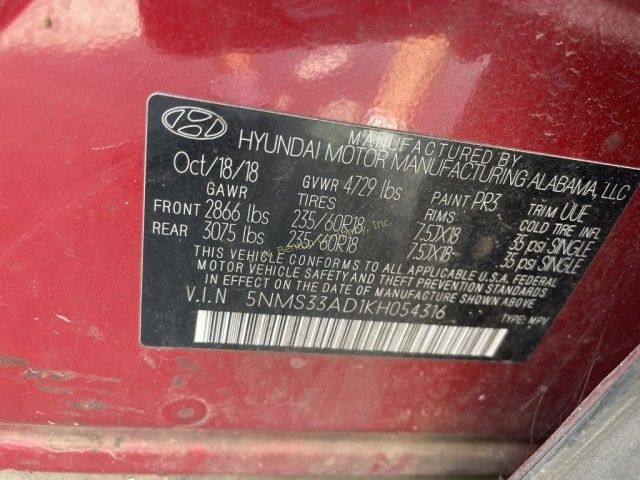 MANUFACTURED BY
HYUNDAI MOTOR MANUFACTURING ALABAMA, LLC
Oct/18/18 GVWR 4729 lbs PAINT PR3 TRIM UUE
GAWR TIRES RIMS: COLD TIRE INFL
FRONT 2866 lbs 235/60R18 7.5JX18 35 psi SINGLE
REAR 3075 lbs 235/60R18 7.5JX18 35 psi SINGLE
THIS VEHICLE CONFORMS TO ALL APPLICABLE U.S.A. FEDERAL
MOTOR VEHICLE SAFETY AND THEFT PREVENTION STANDARDS
IN EFFECT ON THE DATE OF MANUFACTURE SHOWN ABOVE.
V.I.N 5NMS33AD1KH054316 TYPE: MPV